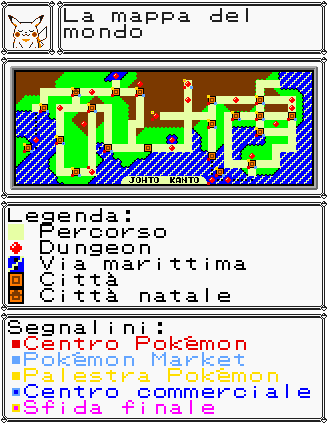 La mappa del
mondo
JOHTO KANTO
Legenda:
Percorso
Dungeon
Via marittima
Città
Città natale
Segnalini:
Centro Pokémon
Pokémon Market
Palestra Pokémon
Centro commerciale
Sfida finale